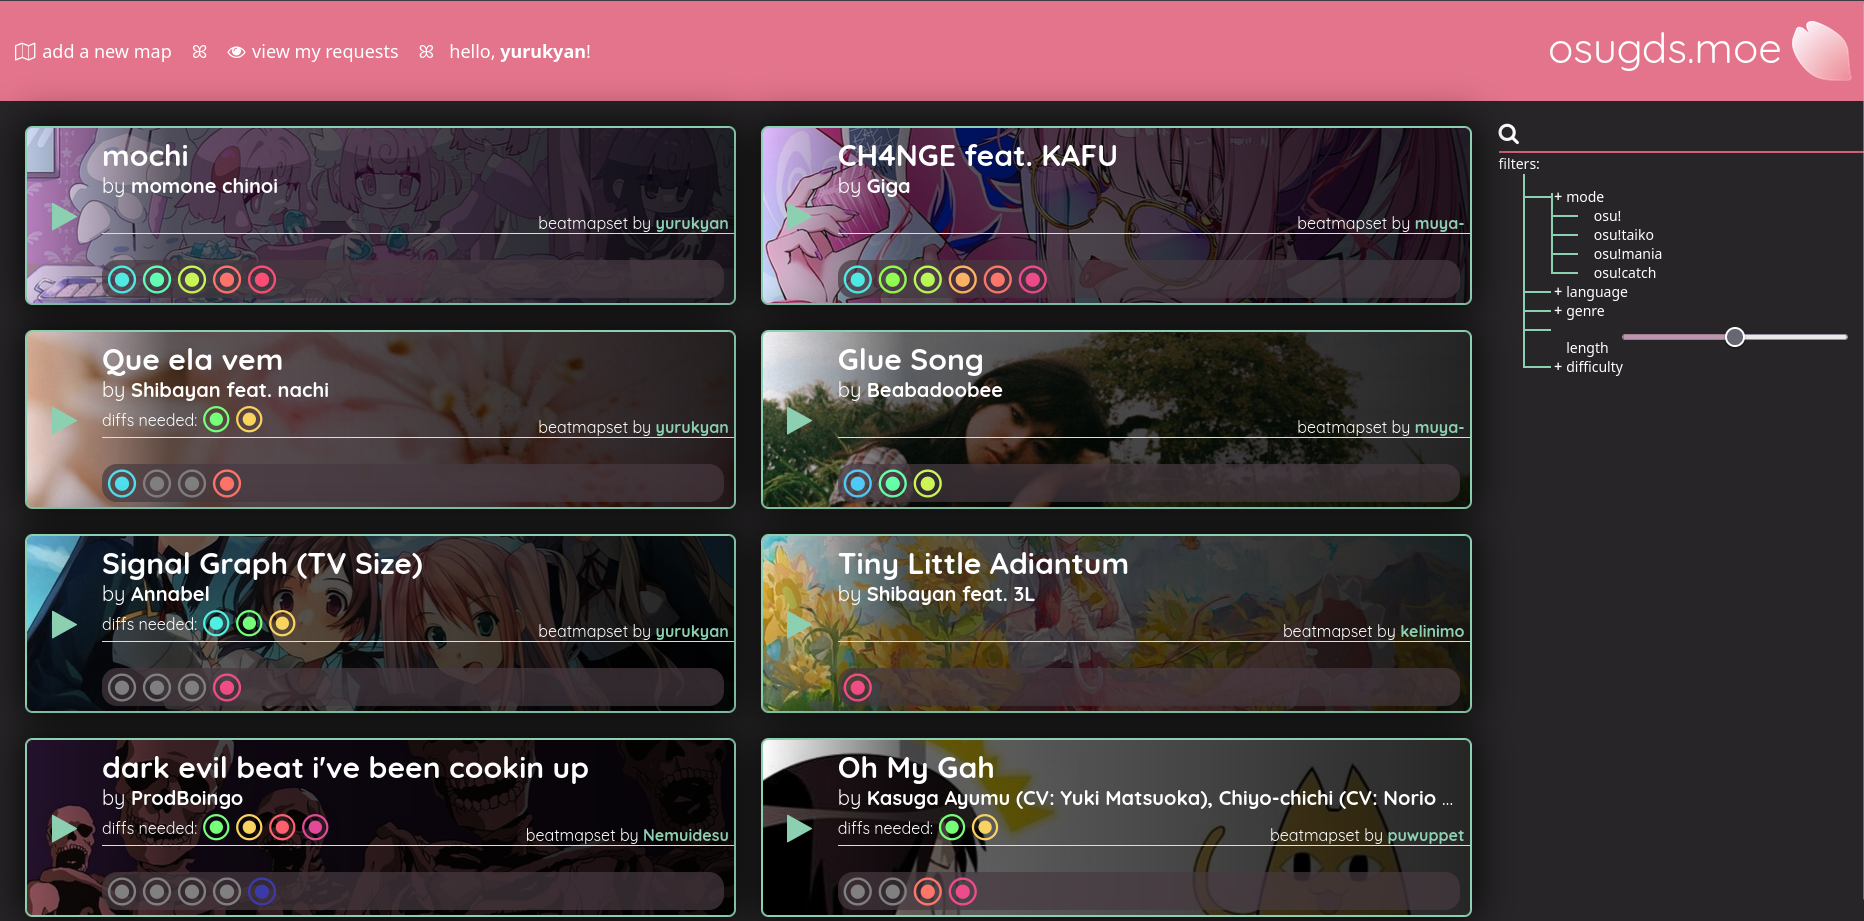 add a new map
view my requests
hello, yurukyan!
osugds.moe
mochi
by momone chinoi
beatmapset by yurukyan
CH4NGE feat. KAFU
by Giga
beatmapset by muya-
Que ela vem
by Shibayan feat. nachi
diffs needed:
beatmapset by yurukyan
Glue Song
by Beabadoobee
beatmapset by muya-
Signal Graph (TV Size)
by Annabel
diffs needed:
beatmapset by yurukyan
Tiny Little Adiantum
by Shibayan feat. 3L
beatmapset by kelinimo
dark evil beat i've been cookin up
by ProdBoingo
diffs needed:
beatmapset by Nemuidesu
Oh My Gah
by Kasuga Ayumu (CV: Yuki Matsuoka), Chiyo-chichi (CV: Norio ...
diffs needed:
beatmapset by puwuppet
filters:
+ mode
osu!
osu!taiko
osu!mania
osu!catch
+ language
+ genre
length
+ difficulty